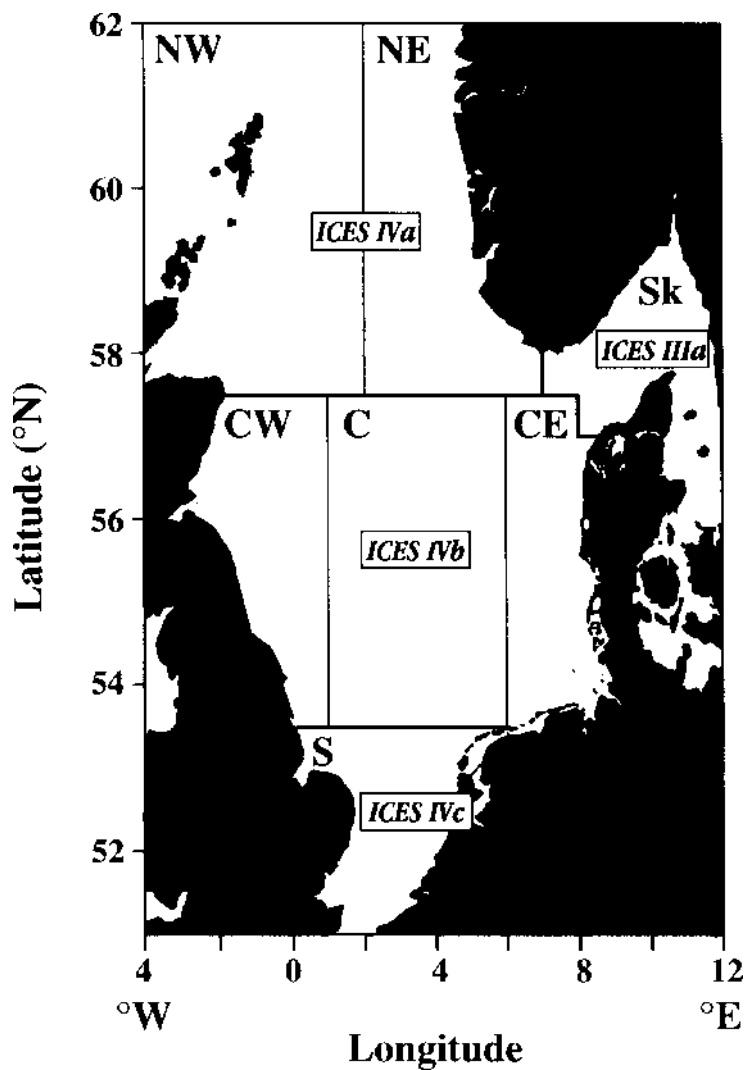 62
NW
NE
60
ICES IVa
Sk
58
ICES IIIa
CW
C
CE
Latitude (°N)
56
ICES IVb
54
S
ICES IVc
52
4
0
4
8
12
°W
°E
Longitude